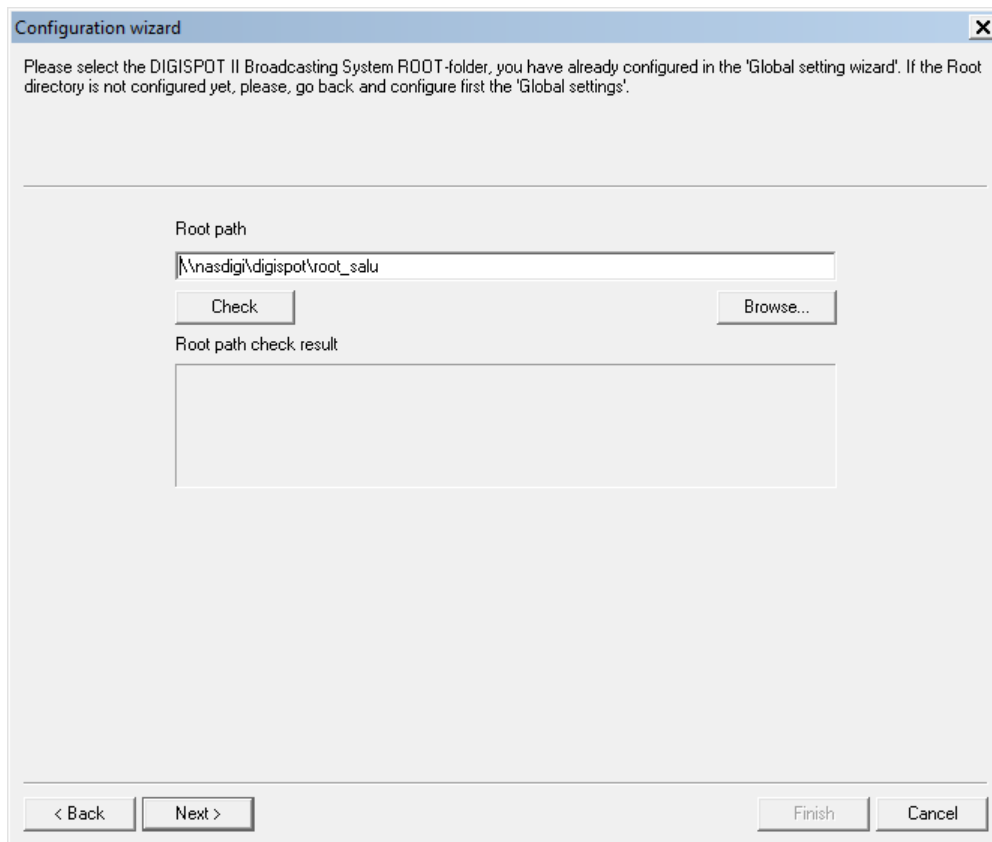 Configuration wizard
Please select the DIGISPOT II Broadcasting System ROOT-folder, you have already configured in the 'Global setting wizard'. If the Root
directory is not configured yet, please, go back and configure first the 'Global settings'.
Root path
\\nasdigi\digispot\root_salu
Check
Browse...
Root path check result
< Back
Next >
Finish
Cancel